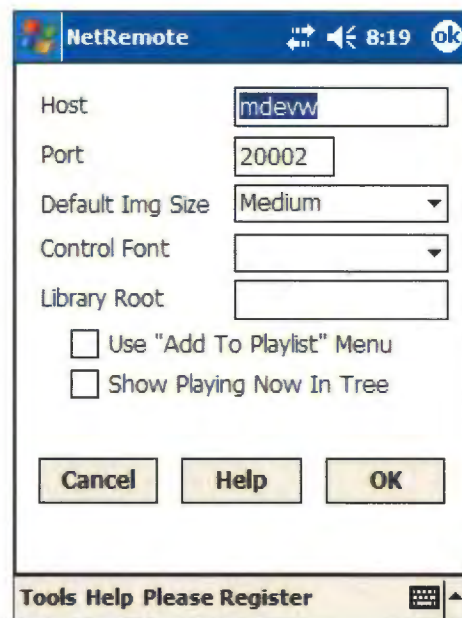 NetRemote 8:19 ok
Host mdevw
Port 20002
Default Img Size Medium
Control Font
Library Root
Use "Add To Playlist" Menu
Show Playing Now In Tree
Cancel Help OK
Tools Help Please Register